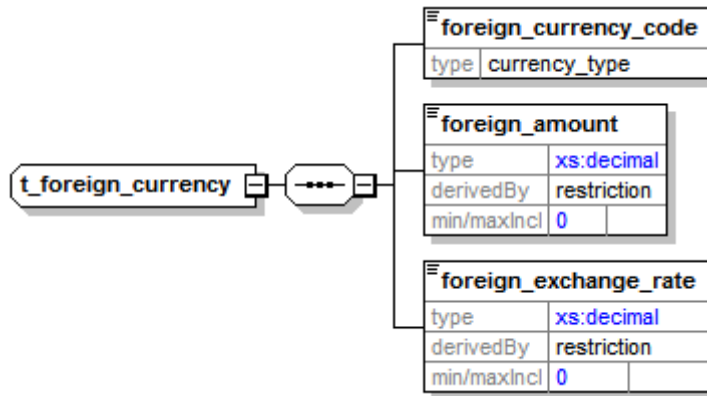 foreign_currency_code
type currency_type
foreign_amount
type xs:decimal
derivedBy restriction
min/maxIncl 0
t_foreign_currency
foreign_exchange_rate
type xs:decimal
derivedBy restriction
min/maxIncl 0